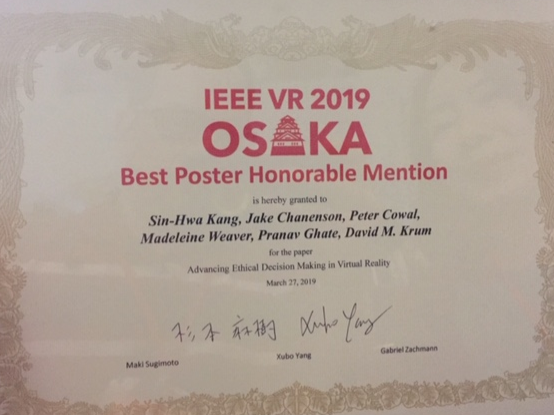 IEEE VR 2019
OSAKA
Best Poster Honorable Mention
is hereby granted to
Sin-Hwa Kang, Jake Chanenson, Peter Cowal,
Madeleine Weaver, Pranav Ghate, David M. Krum
for the paper
Advancing Ethical Decision Making in Virtual Reality
March 27, 2019
杉本 麻樹 Xubo Yang
Maki Sugimoto Xubo Yang Gabriel Zachmann